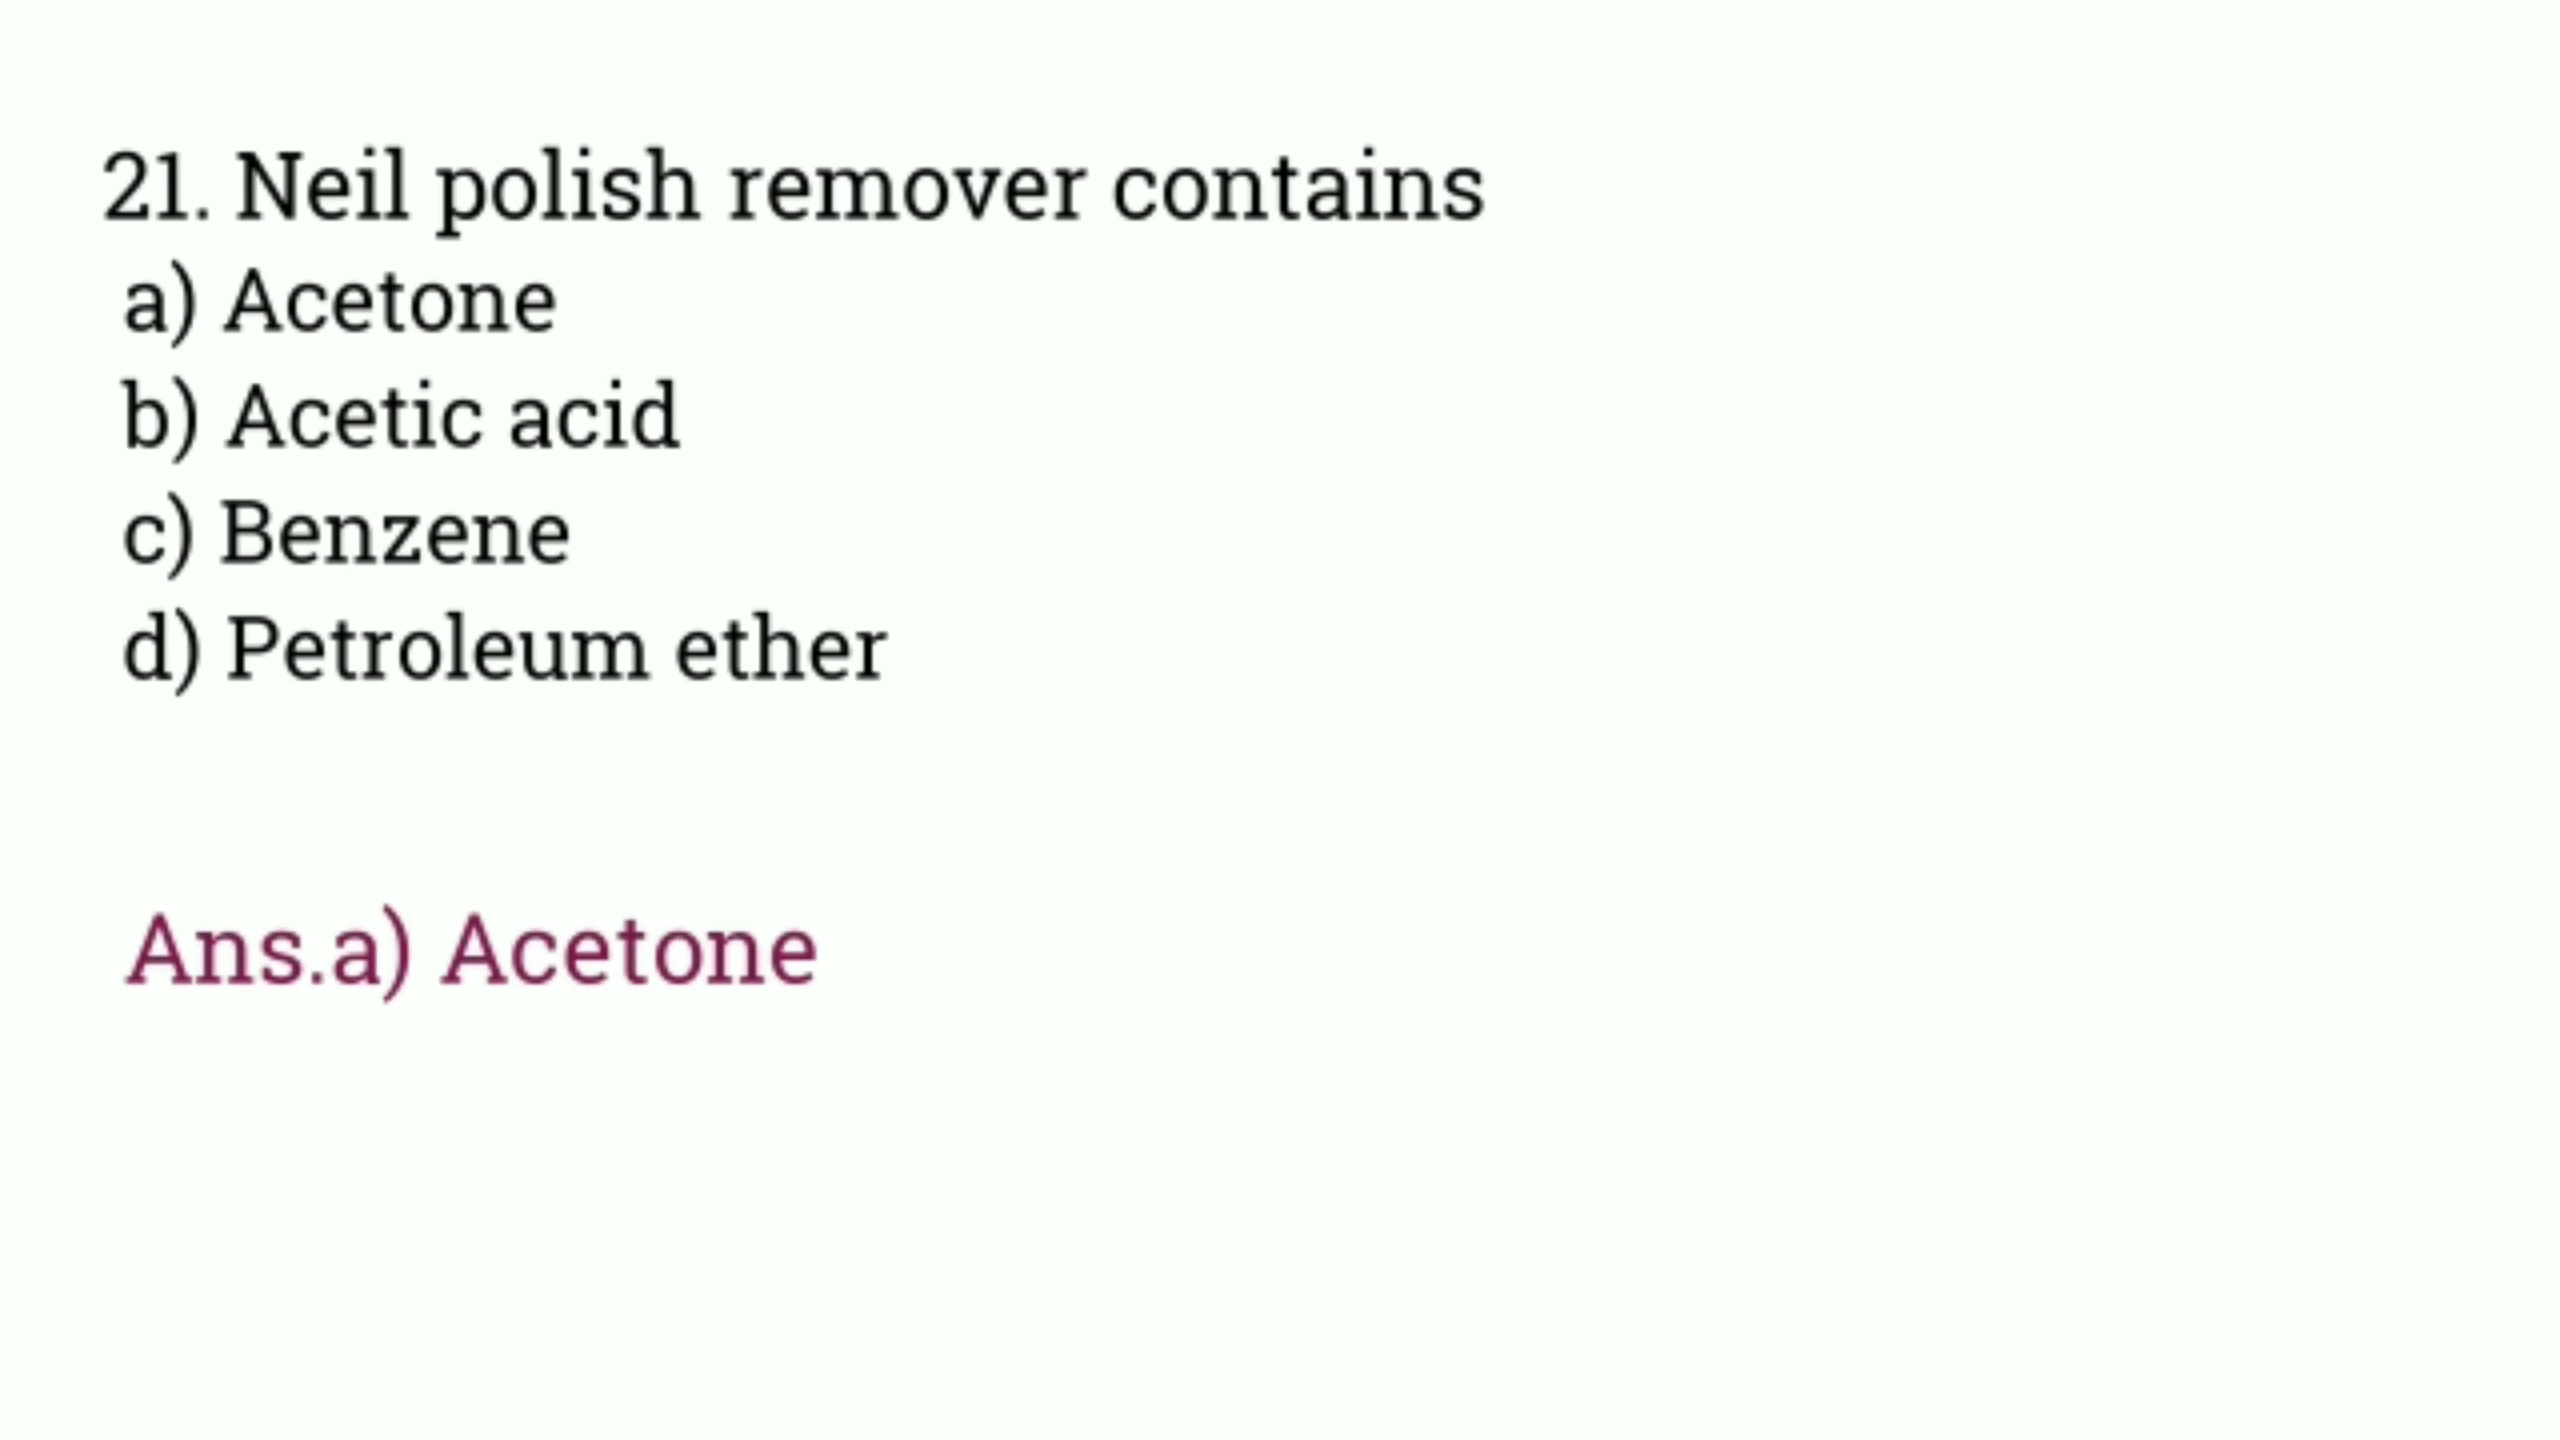 21. Neil polish remover contains
a) Acetone
b) Acetic acid
c) Benzene
d) Petroleum ether
Ans.a) Acetone